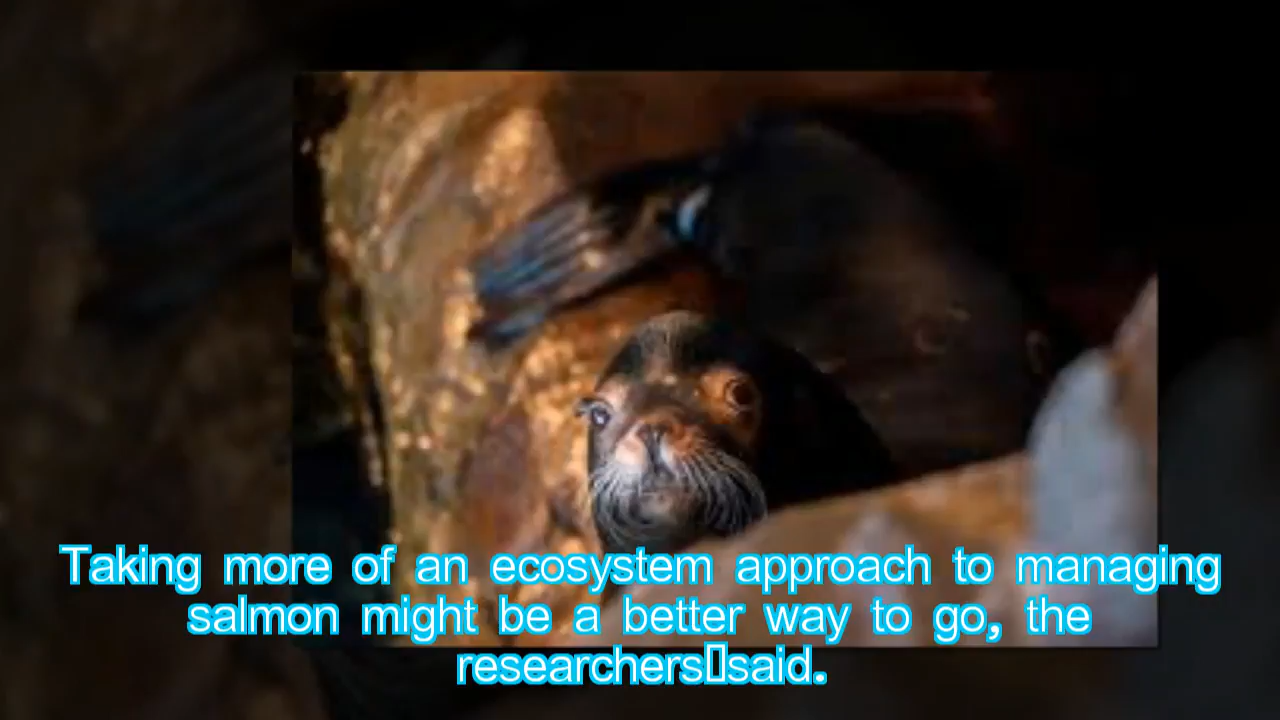 Taking more of an ecosystem approach to managing
salmon might be a better way to go, the
researchers▯said.